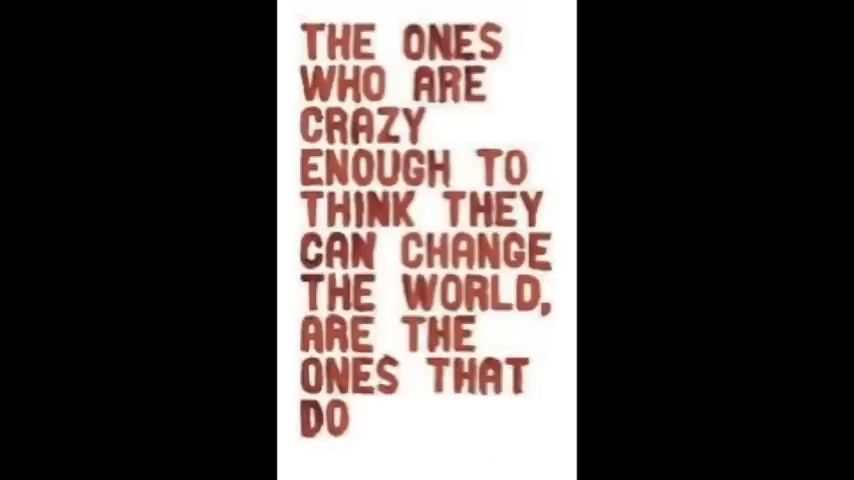 THE ONES
WHO ARE
CRAZY
ENOUGH TO
THINK THEY
CAN CHANGE
THE WORLD,
ARE THE
ONES THAT
DO